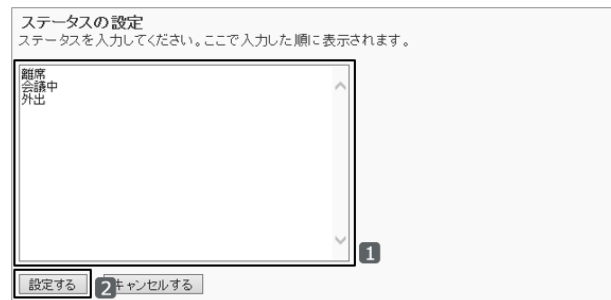 ステータスの設定
ステータスを入力してください。ここで入力した順に表示されます。
離席
会議中
外出
1
設定する
2
キャンセルする